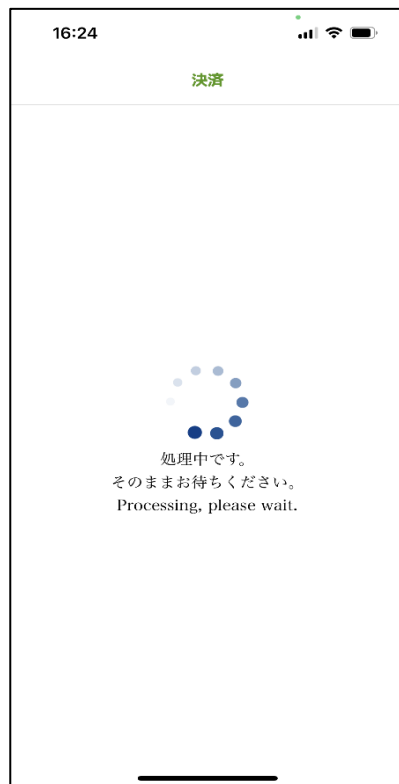 16:24
決済
処理中です。
そのままお待ちください。
Processing, please wait.